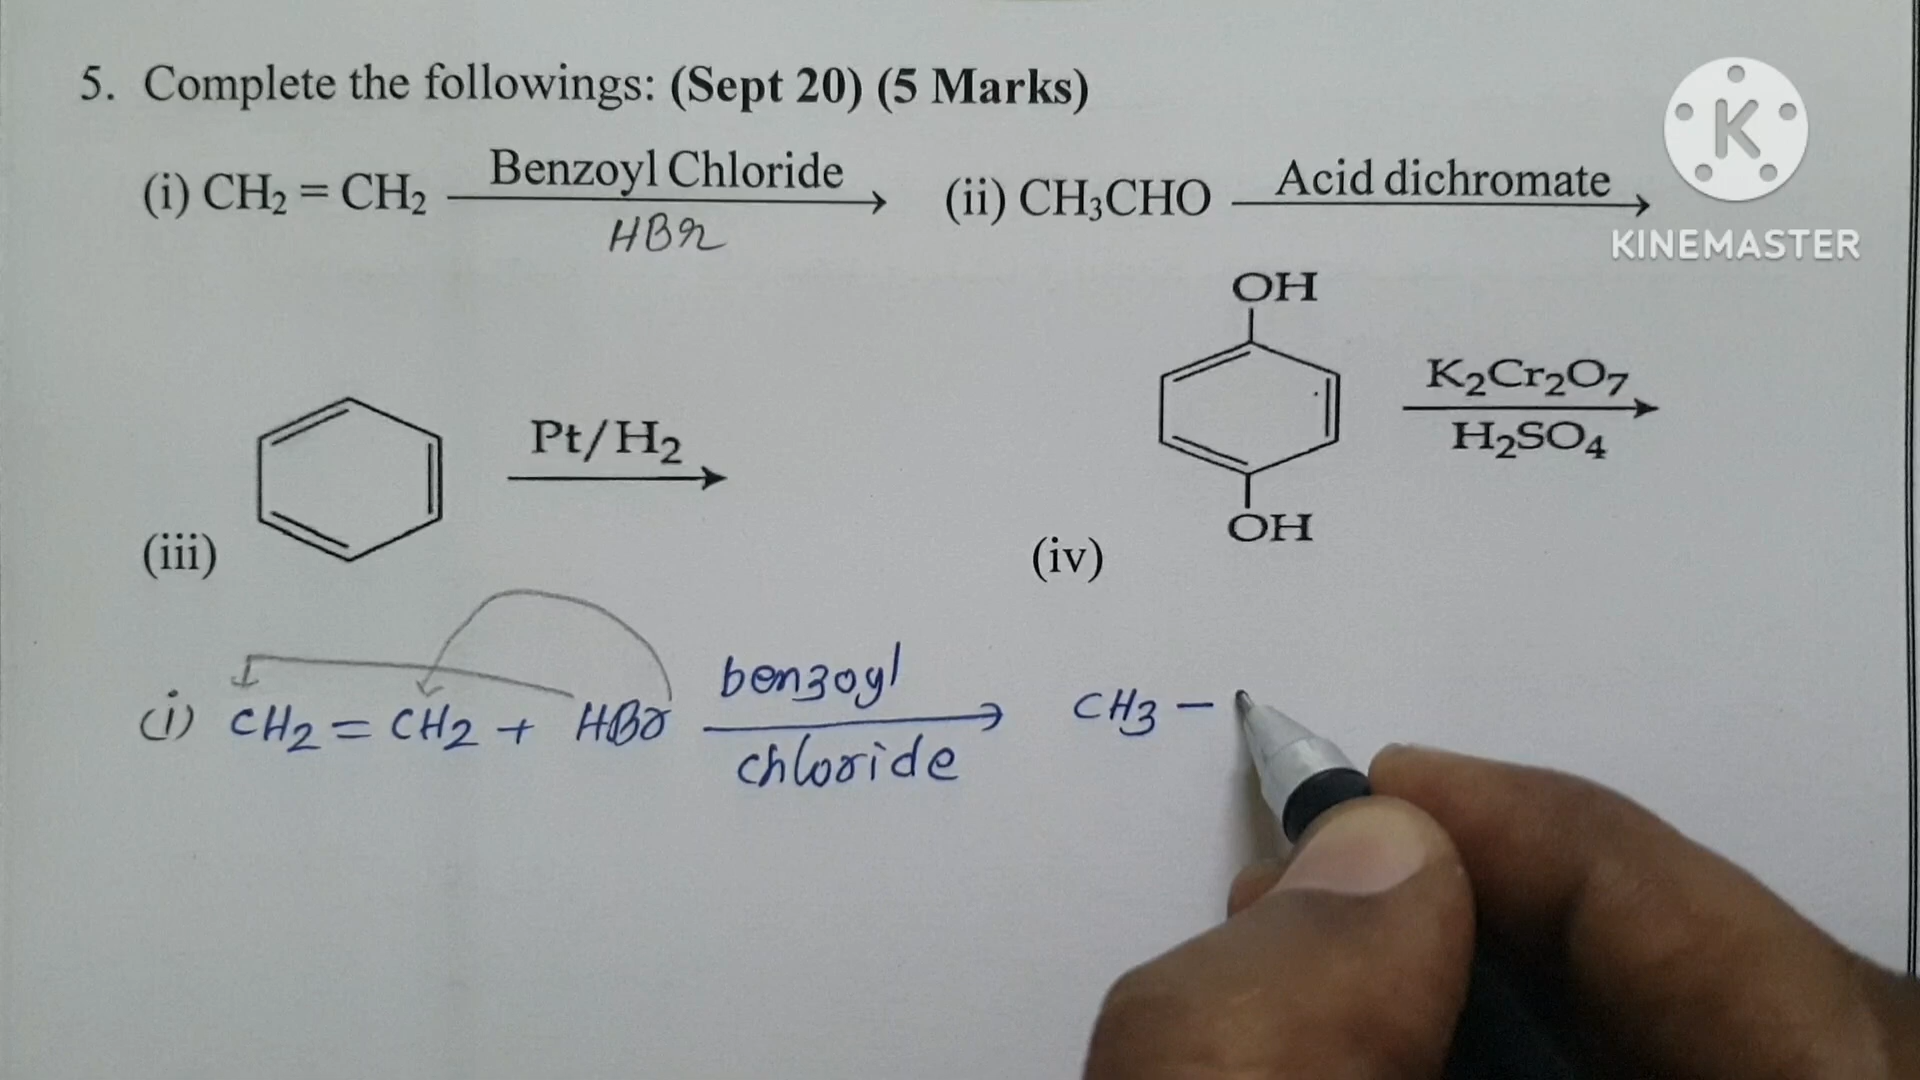 5. Complete the followings: (Sept 20) (5 Marks)
(i) CH₂ = CH₂ Benzoyl Chloride HBr (ii) CH₃CHO Acid dichromate
KINEMASTER
OH
Pt/H₂ K₂Cr₂O₇
H₂SO₄
OH
(iii) (iv)
(i) CH₂ = CH₂ + HBr benzoyl chloride CH₃ –